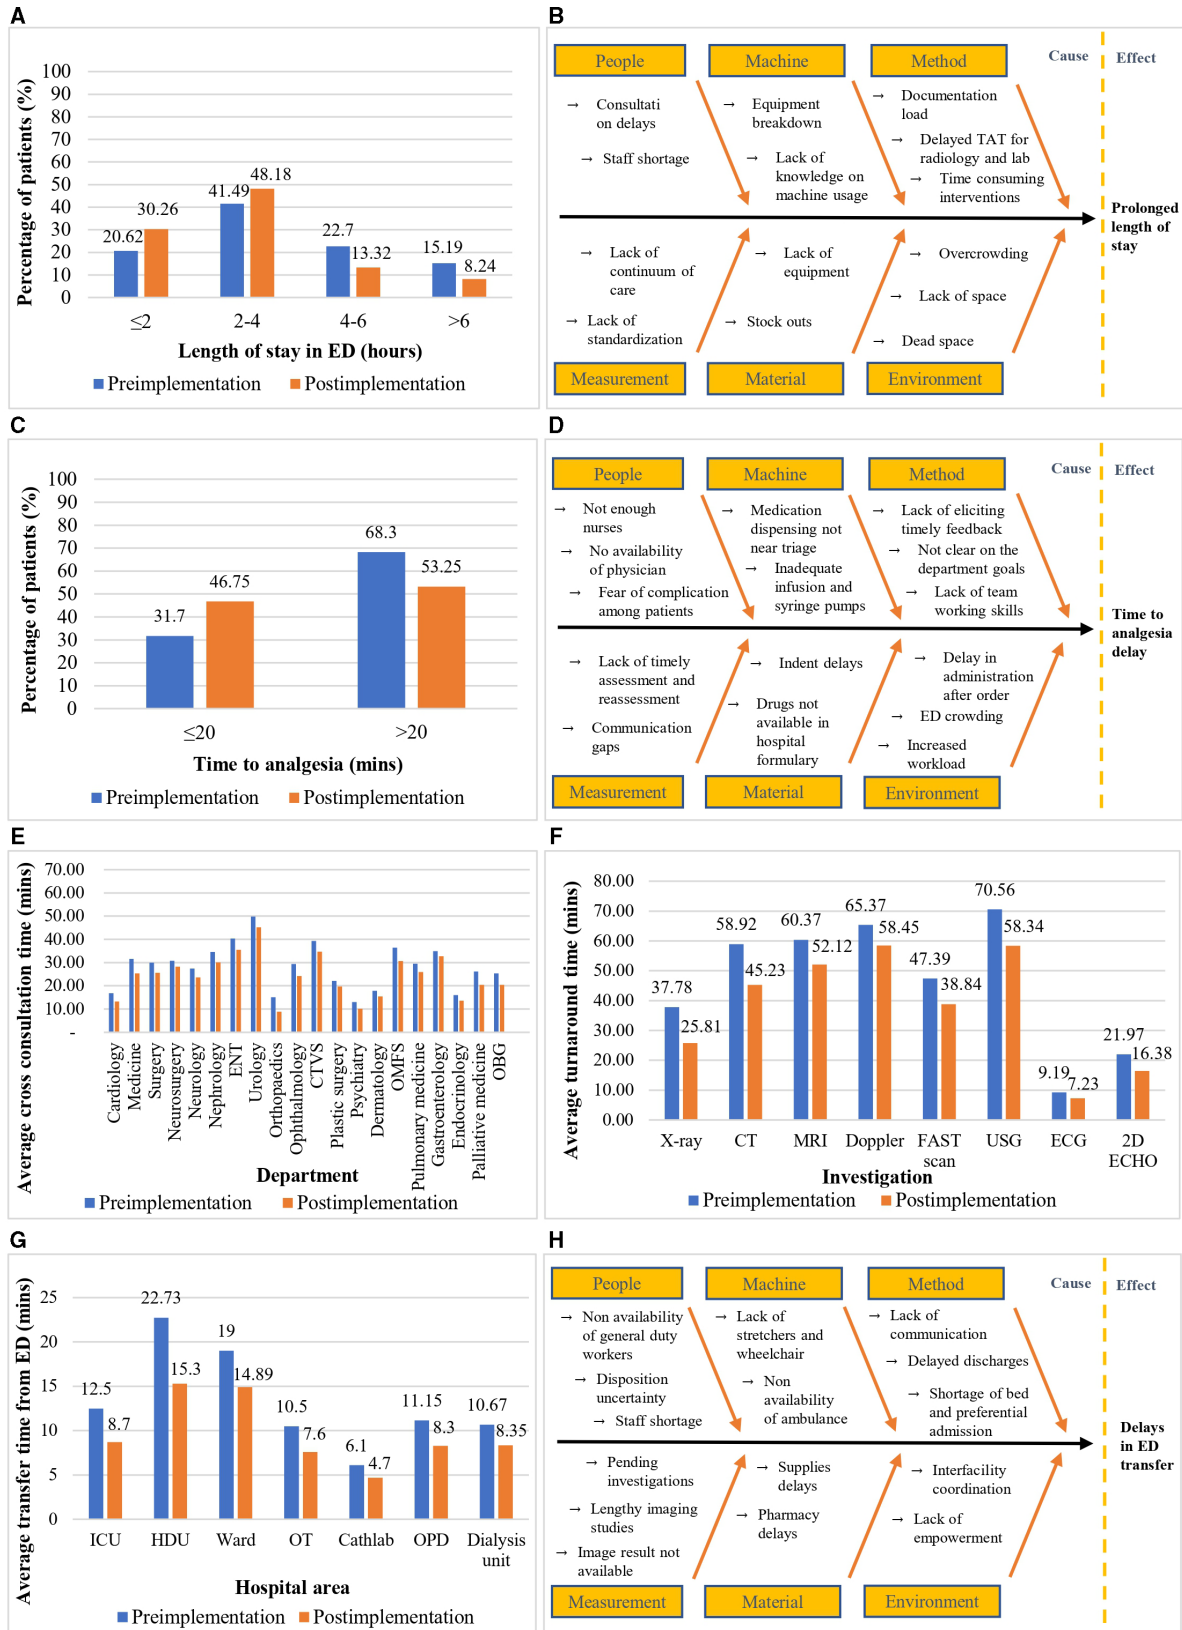 A
Percentage of patients (%)
100
90
80
70
60
50
40
30
20
10
0
20.62
30.26
41.49
48.18
22.7
13.32
15.19
8.24
≤2
2-4
4-6
>6
Length of stay in ED (hours)
Preimplementation
Postimplementation
B
People
Machine
Method
Cause
Effect
→ Consultati
on delays
→ Staff shortage
→ Equipment
breakdown
→ Lack of
knowledge on
machine usage
→ Documentation
load
→ Delayed TAT for
radiology and lab
→ Time consuming
interventions
Prolonged
length of
stay
→ Lack of
continuum of
care
→ Lack of
standardization
→ Lack of
equipment
→ Stock outs
→ Overcrowding
→ Lack of space
→ Dead space
Measurement
Material
Environment
C
Percentage of patients (%)
100
90
80
70
60
50
40
30
20
10
0
31.7
46.75
68.3
53.25
≤20
>20
Time to analgesia (mins)
Preimplementation
Postimplementation
D
People
Machine
Method
Cause
Effect
→ Not enough
nurses
→ No availability
of physician
→ Fear of complication
among patients
→ Medication
dispensing not
near triage
→ Inadequate
infusion and
syringe pumps
→ Lack of eliciting
timely feedback
→ Not clear on the
department goals
→ Lack of team
working skills
Time to
analgesia
delay
→ Lack of timely
assessment and
reassessment
→ Communication
gaps
→ Indent delays
→ Drugs not
available in
hospital
formulary
→ Delay in
administration
after order
→ ED crowding
→ Increased
workload
Measurement
Material
Environment
E
Average cross consultation time (mins)
70.00
60.00
50.00
40.00
30.00
20.00
10.00
-
Cardiology
Medicine
Surgery
Neurosurgery
Neurology
Nephrology
ENT
Urology
Orthopaedics
Ophthalmology
CTVS
Plastic surgery
Psychiatry
Dermatology
OMFS
Pulmonary medicine
Gastroenterology
Endocrinology
Palliative medicine
OBG
Department
Preimplementation
Postimplementation
F
Average turnaround time (mins)
80.00
70.00
60.00
50.00
40.00
30.00
20.00
10.00
0.00
37.78
25.81
58.92
45.23
60.37
52.12
65.37
58.45
47.39
38.84
70.56
58.34
9.19
7.23
21.97
16.38
X-ray
CT
MRI
Doppler
FAST
scan
USG
ECG
2D
ECHO
Investigation
Preimplementation
Postimplementation
G
Average transfer time from ED (mins)
25
20
15
10
5
0
12.5
8.7
22.73
15.3
19
14.89
10.5
7.6
6.1
4.7
11.15
8.3
10.67
8.35
ICU
HDU
Ward
OT
Cathlab
OPD
Dialysis
unit
Hospital area
Preimplementation
Postimplementation
H
People
Machine
Method
Cause
Effect
→ Non availability
of general duty
workers
→ Disposition
uncertainty
→ Staff shortage
→ Lack of
stretchers and
wheelchair
→ Non
availability
of ambulance
→ Lack of
communication
→ Delayed discharges
→ Shortage of bed
and preferential
admission
Delays
in ED
transfer
→ Pending
investigations
→ Lengthy imaging
studies
→ Image result not
available
→ Supplies
delays
→ Pharmacy
delays
→ Interfacility
coordination
→ Lack of
empowerment
Measurement
Material
Environment